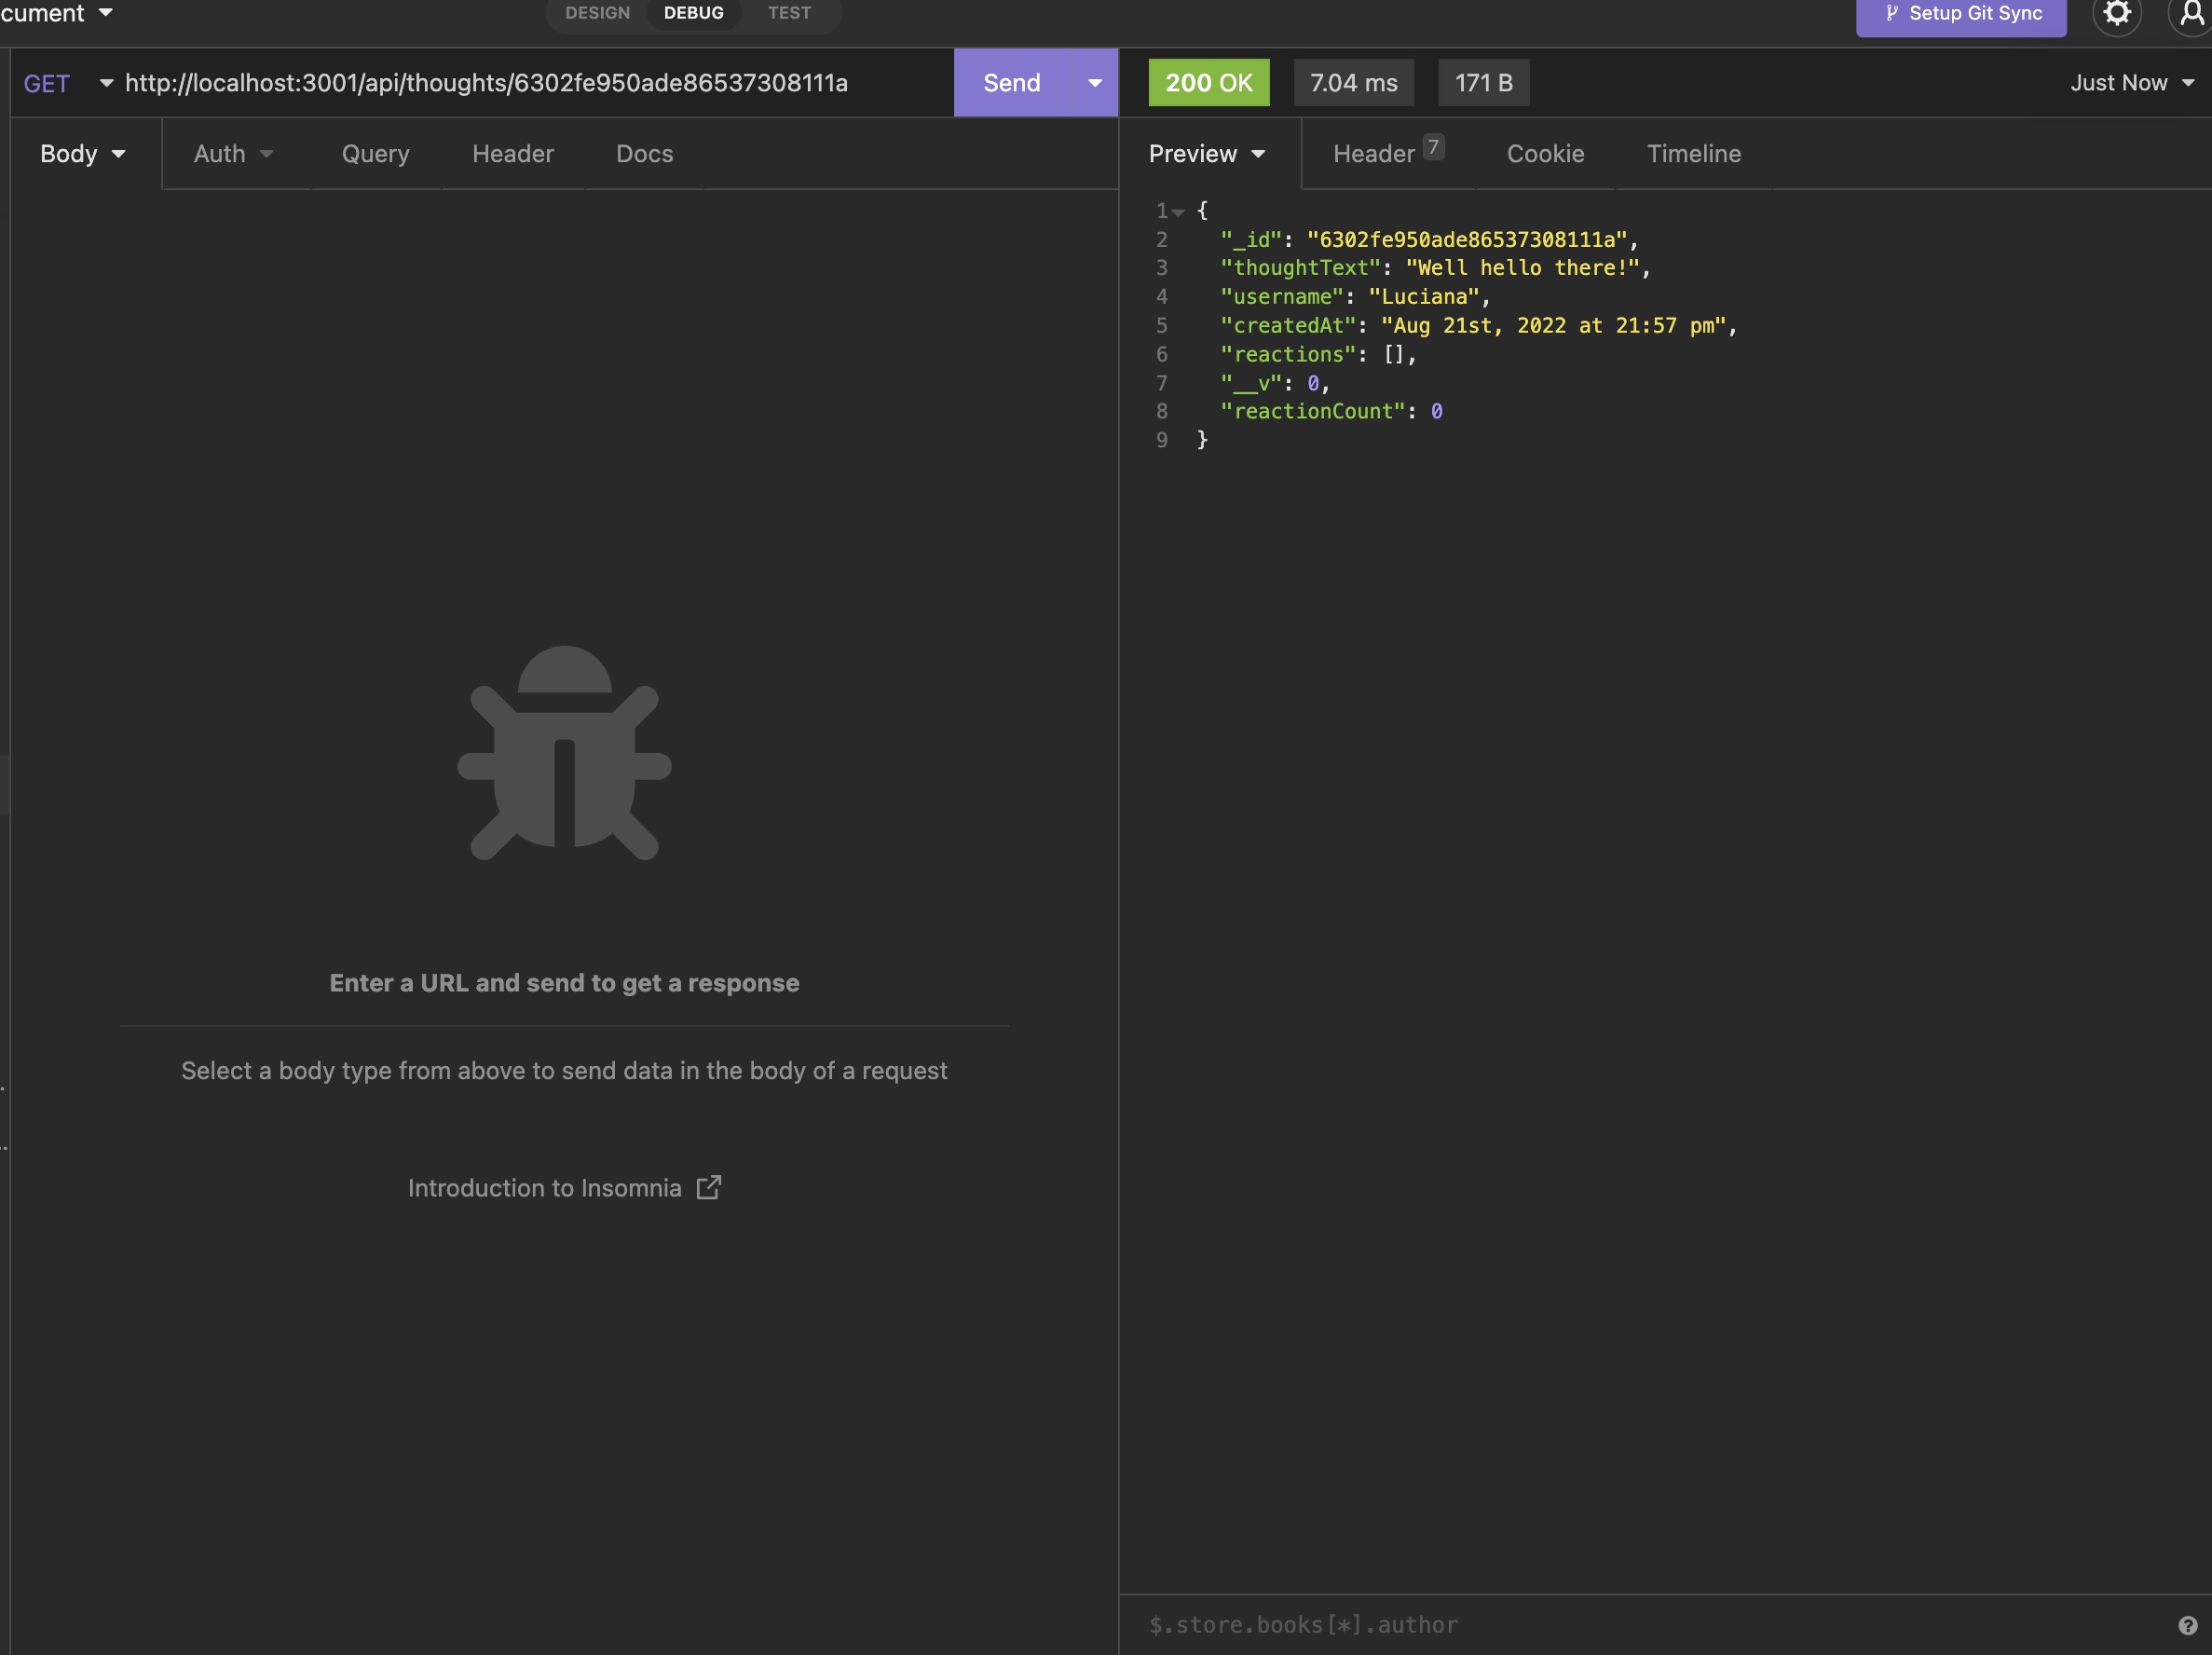 cument
DESIGN DEBUG TEST
Setup Git Sync
GET http://localhost:3001/api/thoughts/6302fe950ade86537308111a Send
200 OK 7.04 ms 171 B Just Now
Body Auth Query Header Docs
Preview Header 7 Cookie Timeline
1 {
2 "_id": "6302fe950ade86537308111a",
3 "thoughtText": "Well hello there!",
4 "username": "Luciana",
5 "createdAt": "Aug 21st, 2022 at 21:57 pm",
6 "reactions": [],
7 "__v": 0,
8 "reactionCount": 0
9 }
Enter a URL and send to get a response
Select a body type from above to send data in the body of a request
Introduction to Insomnia
$.store.books[*].author
?